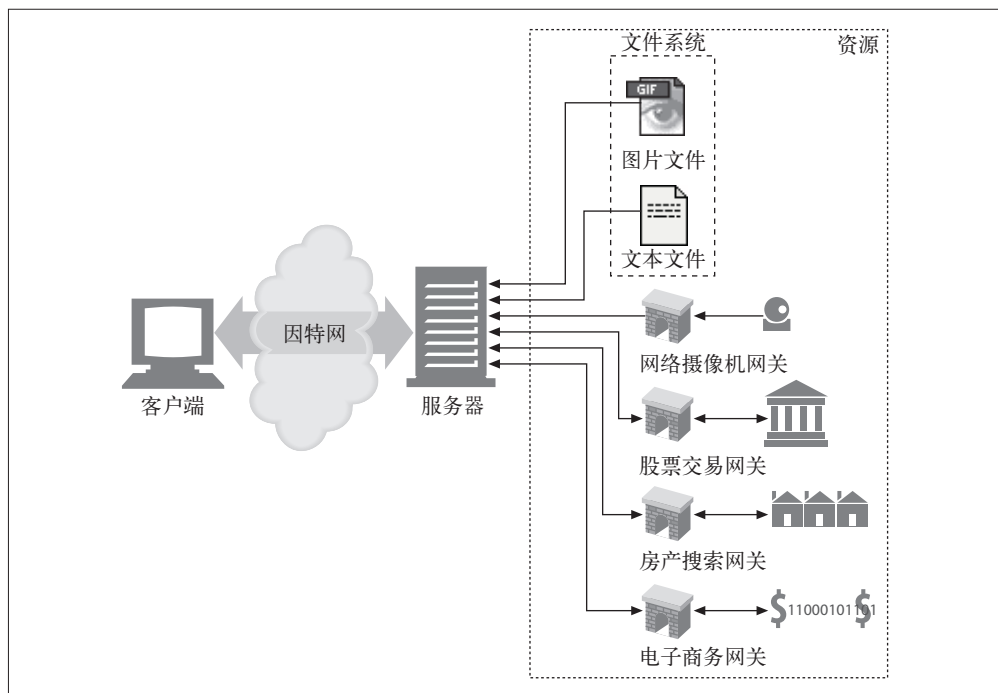 资源
文件系统
GIF
图片文件
文本文件
因特网
客户端
服务器
网络摄像机网关
股票交易网关
房产搜索网关
$11000101101$
电子商务网关